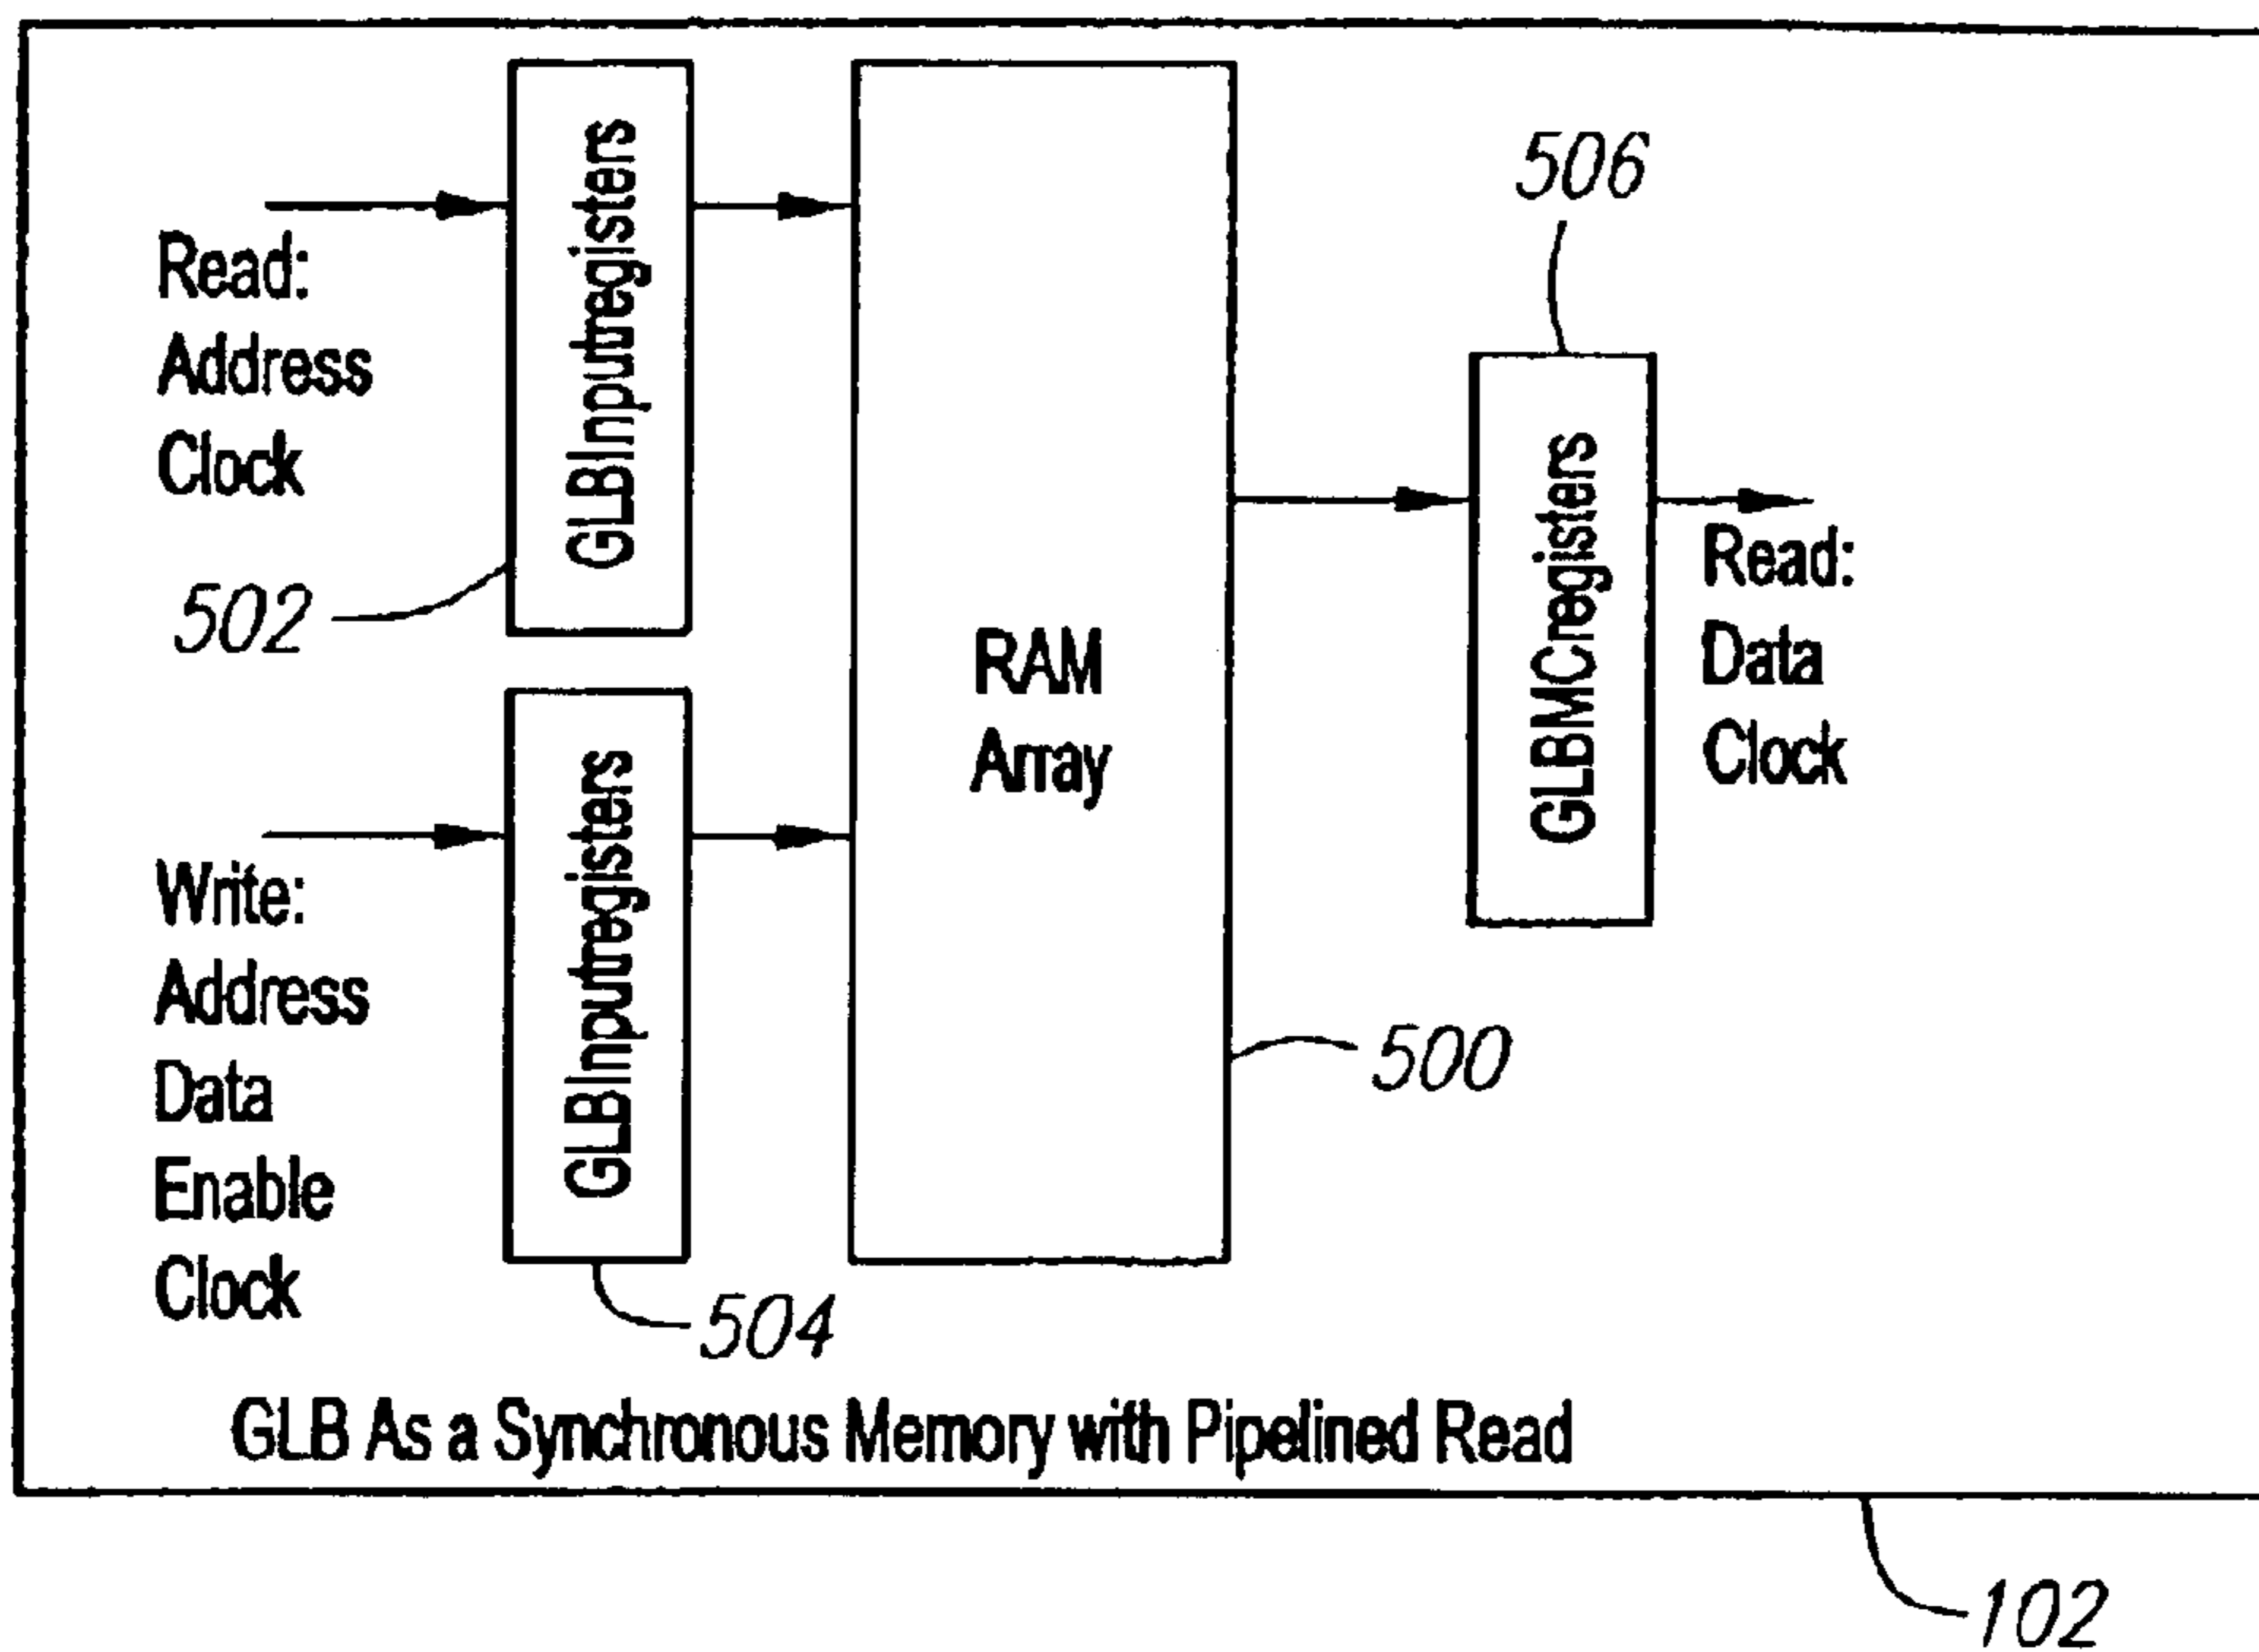 506
Read:
Address
Clock
502
GLBInputregisters
Write:
Address
Data
Enable
Clock
GLBInputregisters
504
RAM
Array
500
GLBMCregisters
Read:
Data
Clock
GLB As a Synchronous Memory with Pipelined Read
102